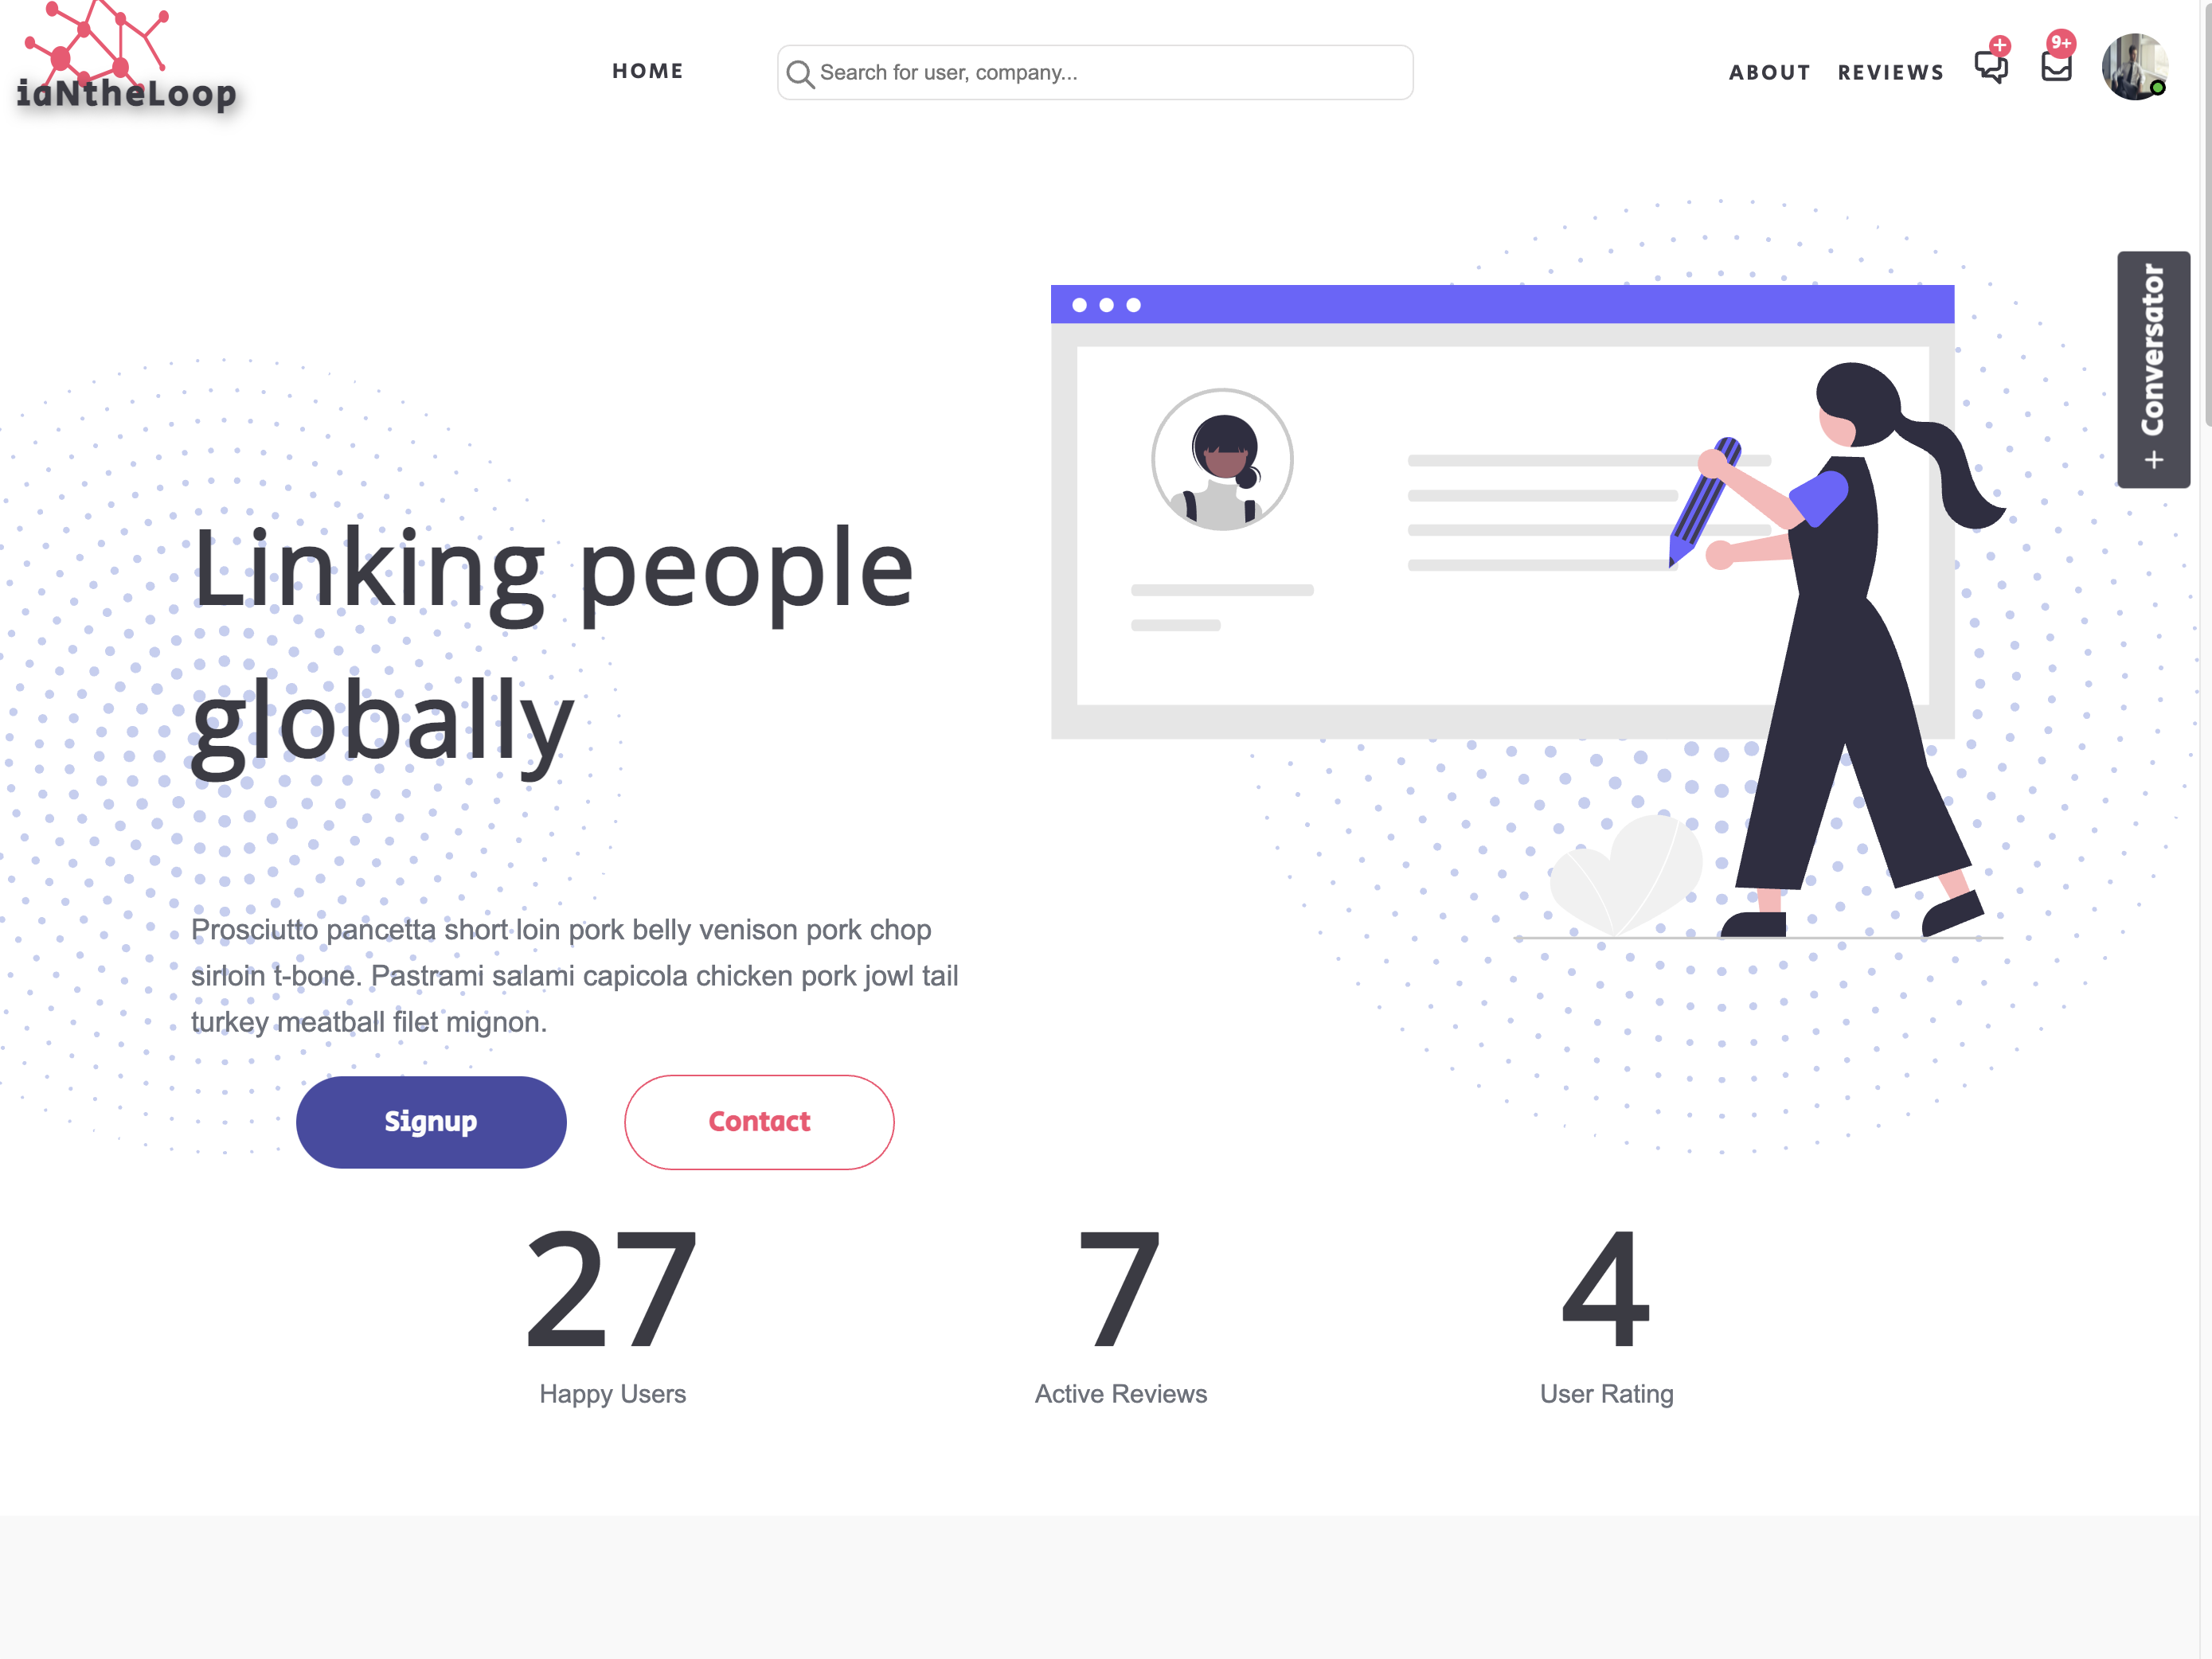 iaNtheLoop
HOME
Search for user, company...
ABOUT
REVIEWS
+
9+
+ Conversator
Linking people
globally
Prosciutto pancetta short loin pork belly venison pork chop
sirloin t-bone. Pastrami salami capicola chicken pork jowl tail
turkey meatball filet mignon.
Signup
Contact
27
7
4
Happy Users
Active Reviews
User Rating